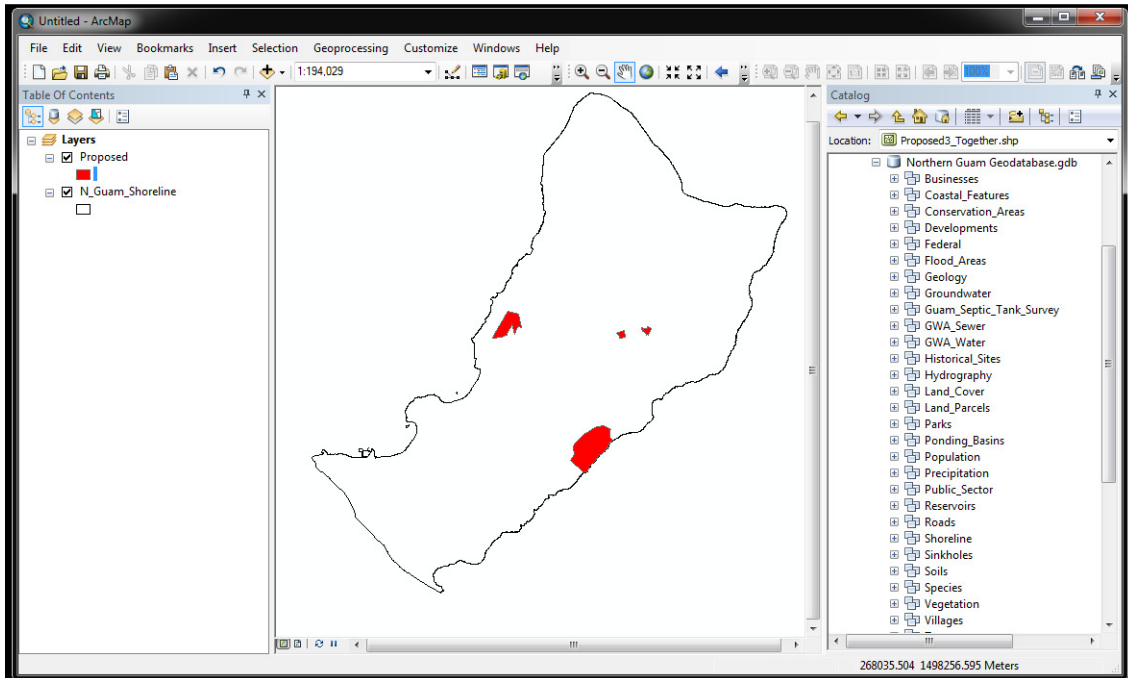 Untitled - ArcMap
File Edit View Bookmarks Insert Selection Geoprocessing Customize Windows Help
1:194,029
100%
Table Of Contents
Catalog
Layers
Proposed
N_Guam_Shoreline
Location: Proposed3_Together.shp
Northern Guam Geodatabase.gdb
Businesses
Coastal_Features
Conservation_Areas
Developments
Federal
Flood_Areas
Geology
Groundwater
Guam_Septic_Tank_Survey
GWA_Sewer
GWA_Water
Historical_Sites
Hydrography
Land_Cover
Land_Parcels
Parks
Ponding_Basins
Population
Precipitation
Public_Sector
Reservoirs
Roads
Shoreline
Sinkholes
Soils
Species
Vegetation
Villages
268035.504 1498256.595 Meters